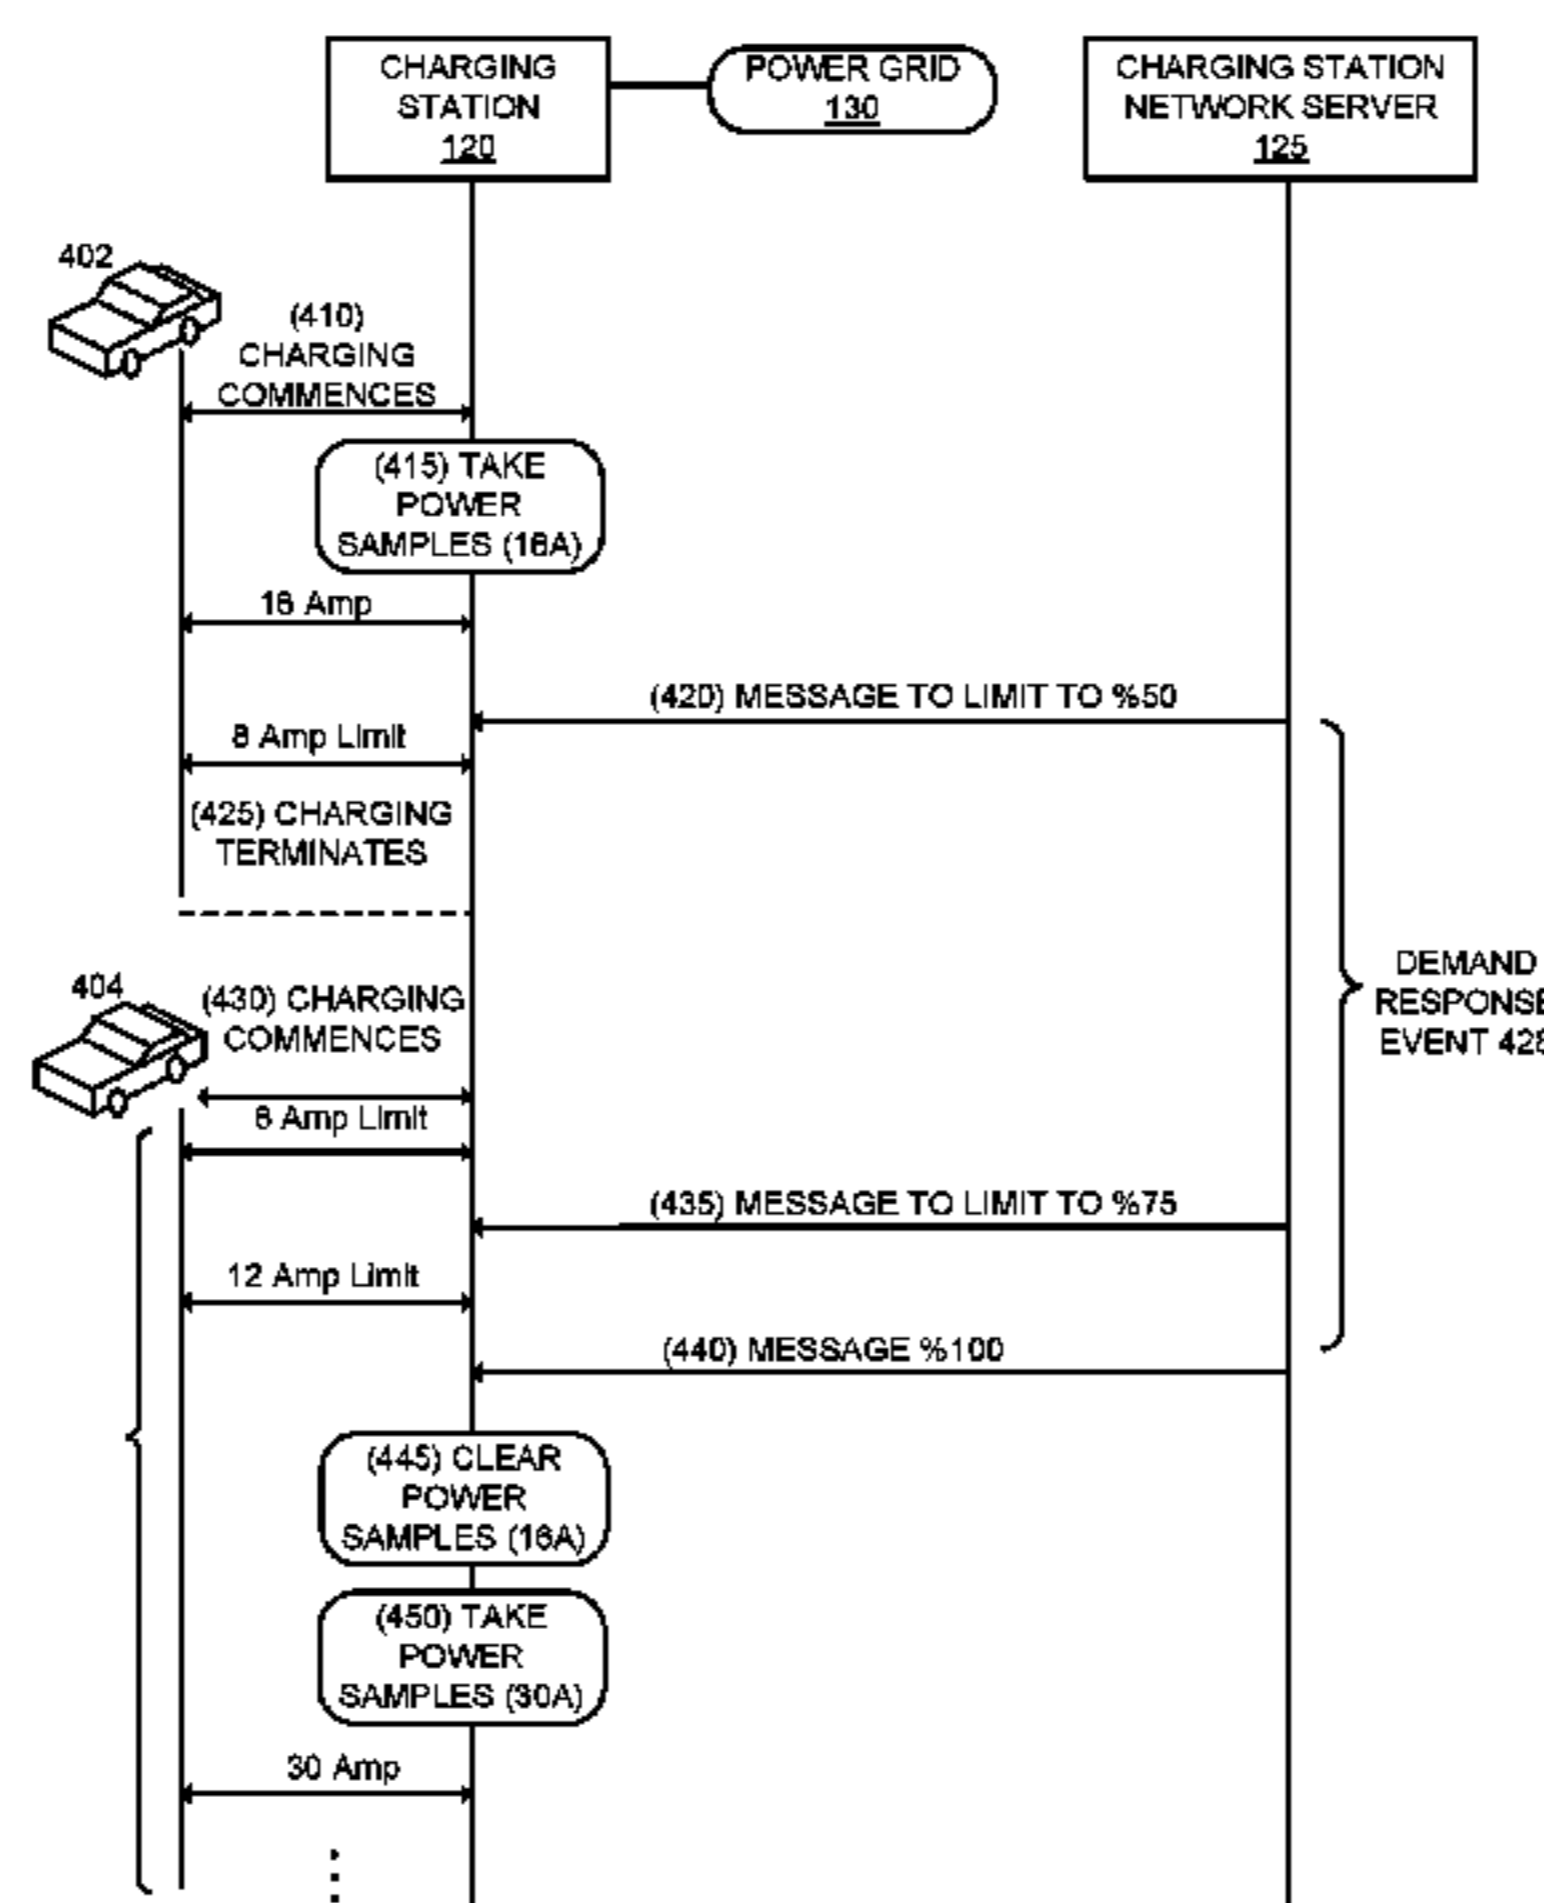 CHARGING
STATION
120
POWER GRID
130
CHARGING STATION
NETWORK SERVER
125
402
(410)
CHARGING
COMMENCES
(415) TAKE
POWER
SAMPLES (16A)
16 Amp
(420) MESSAGE TO LIMIT TO %50
8 Amp Limit
(425) CHARGING
TERMINATES
DEMAND
RESPONSE
EVENT 428
404
(430) CHARGING
COMMENCES
8 Amp Limit
(435) MESSAGE TO LIMIT TO %75
12 Amp Limit
(440) MESSAGE %100
(445) CLEAR
POWER
SAMPLES (16A)
(450) TAKE
POWER
SAMPLES (30A)
30 Amp